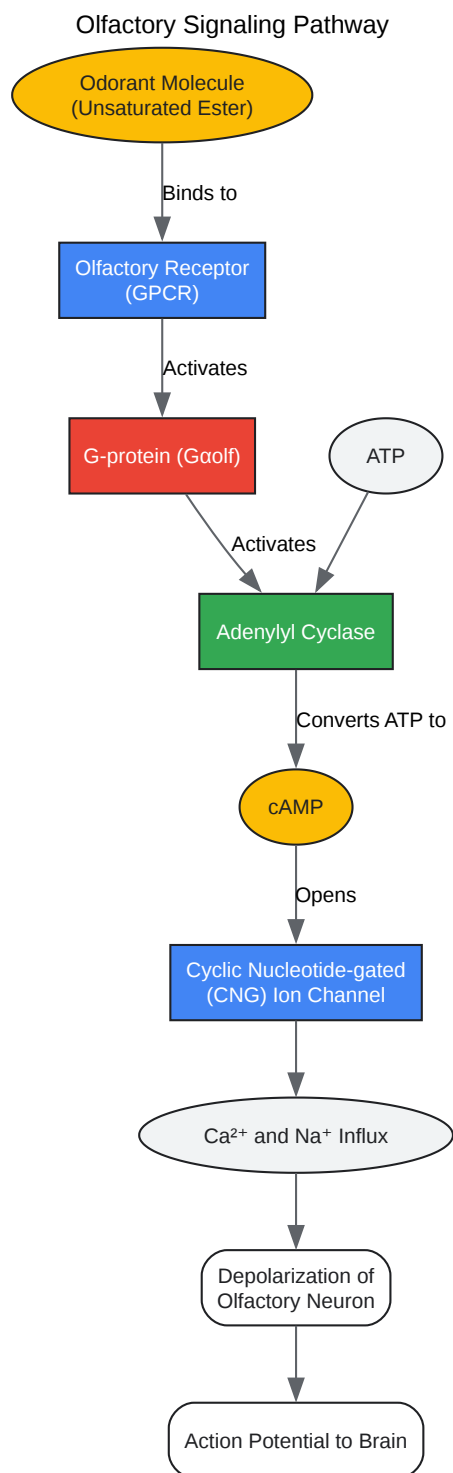 Olfactory Signaling Pathway
Odorant Molecule
(Unsaturated Ester)
Binds to
Olfactory Receptor
(GPCR)
Activates
G-protein (Gαolf)
ATP
Activates
Adenylyl Cyclase
Converts ATP to
cAMP
Opens
Cyclic Nucleotide-gated
(CNG) Ion Channel
Ca²⁺ and Na⁺ Influx
Depolarization of
Olfactory Neuron
Action Potential to Brain